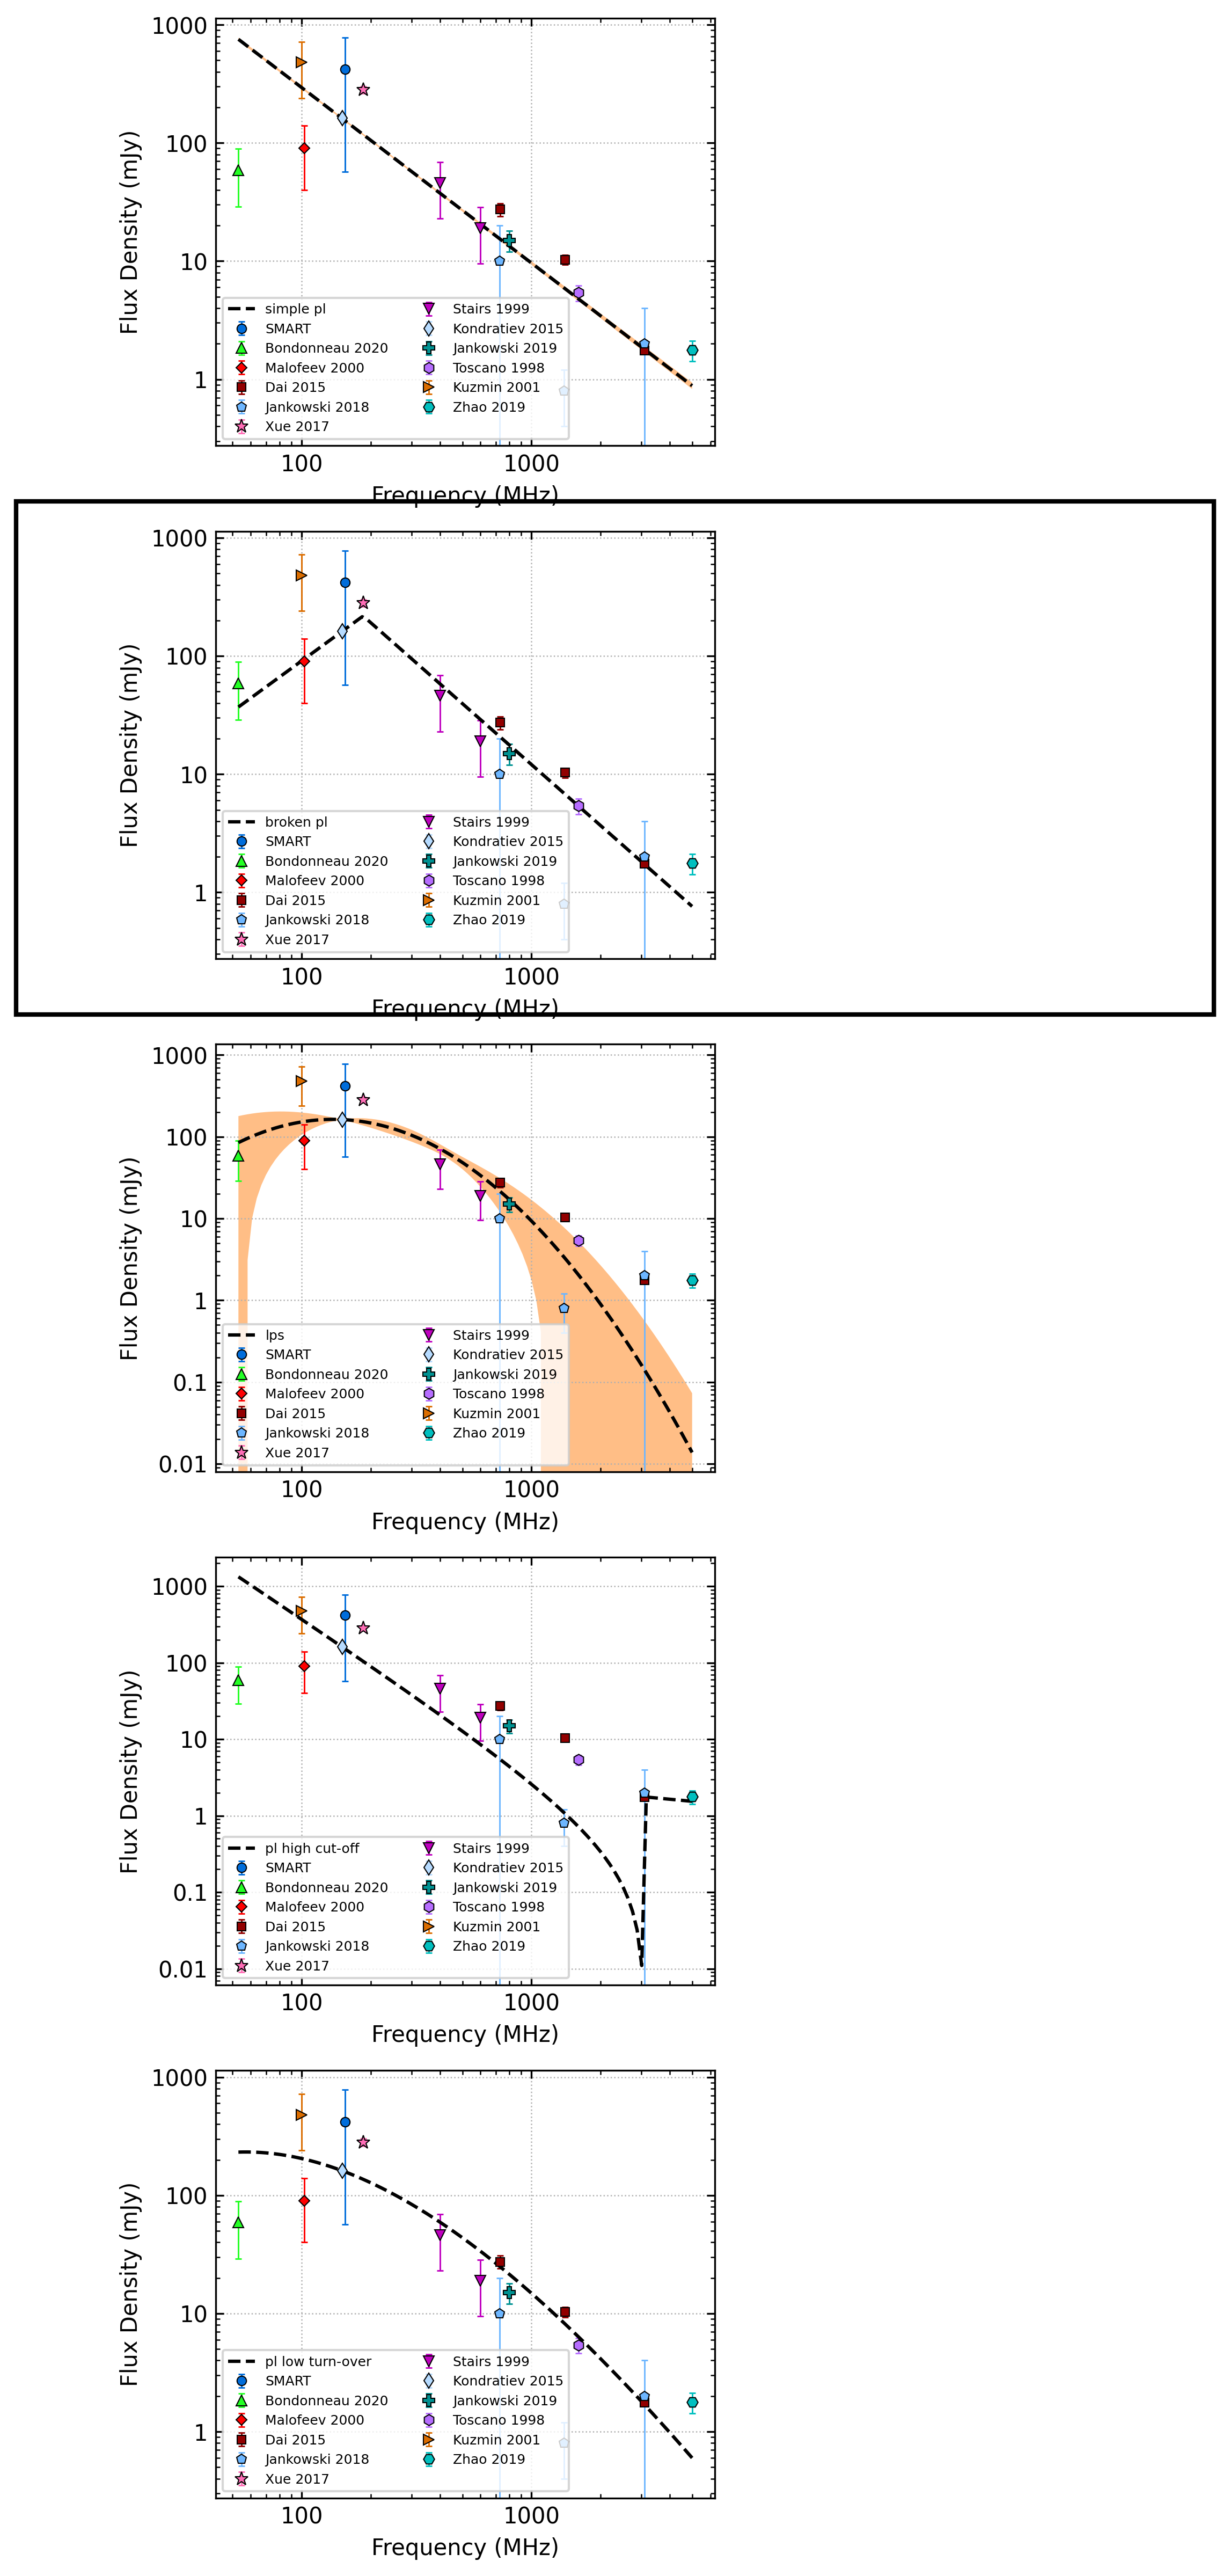 1000
100
10
1
Flux Density (mJy)
simple pl
SMART
Bondonneau 2020
Malofeev 2000
Dai 2015
Jankowski 2018
Xue 2017
Stairs 1999
Kondratiev 2015
Jankowski 2019
Toscano 1998
Kuzmin 2001
Zhao 2019
100 1000
Frequency (MHz)
1000
100
10
1
Flux Density (mJy)
broken pl
SMART
Bondonneau 2020
Malofeev 2000
Dai 2015
Jankowski 2018
Xue 2017
Stairs 1999
Kondratiev 2015
Jankowski 2019
Toscano 1998
Kuzmin 2001
Zhao 2019
100 1000
Frequency (MHz)
1000
100
10
1
0.1
0.01
Flux Density (mJy)
lps
SMART
Bondonneau 2020
Malofeev 2000
Dai 2015
Jankowski 2018
Xue 2017
Stairs 1999
Kondratiev 2015
Jankowski 2019
Toscano 1998
Kuzmin 2001
Zhao 2019
100 1000
Frequency (MHz)
1000
100
10
1
0.1
0.01
Flux Density (mJy)
pl high cut-off
SMART
Bondonneau 2020
Malofeev 2000
Dai 2015
Jankowski 2018
Xue 2017
Stairs 1999
Kondratiev 2015
Jankowski 2019
Toscano 1998
Kuzmin 2001
Zhao 2019
100 1000
Frequency (MHz)
1000
100
10
1
Flux Density (mJy)
pl low turn-over
SMART
Bondonneau 2020
Malofeev 2000
Dai 2015
Jankowski 2018
Xue 2017
Stairs 1999
Kondratiev 2015
Jankowski 2019
Toscano 1998
Kuzmin 2001
Zhao 2019
100 1000
Frequency (MHz)